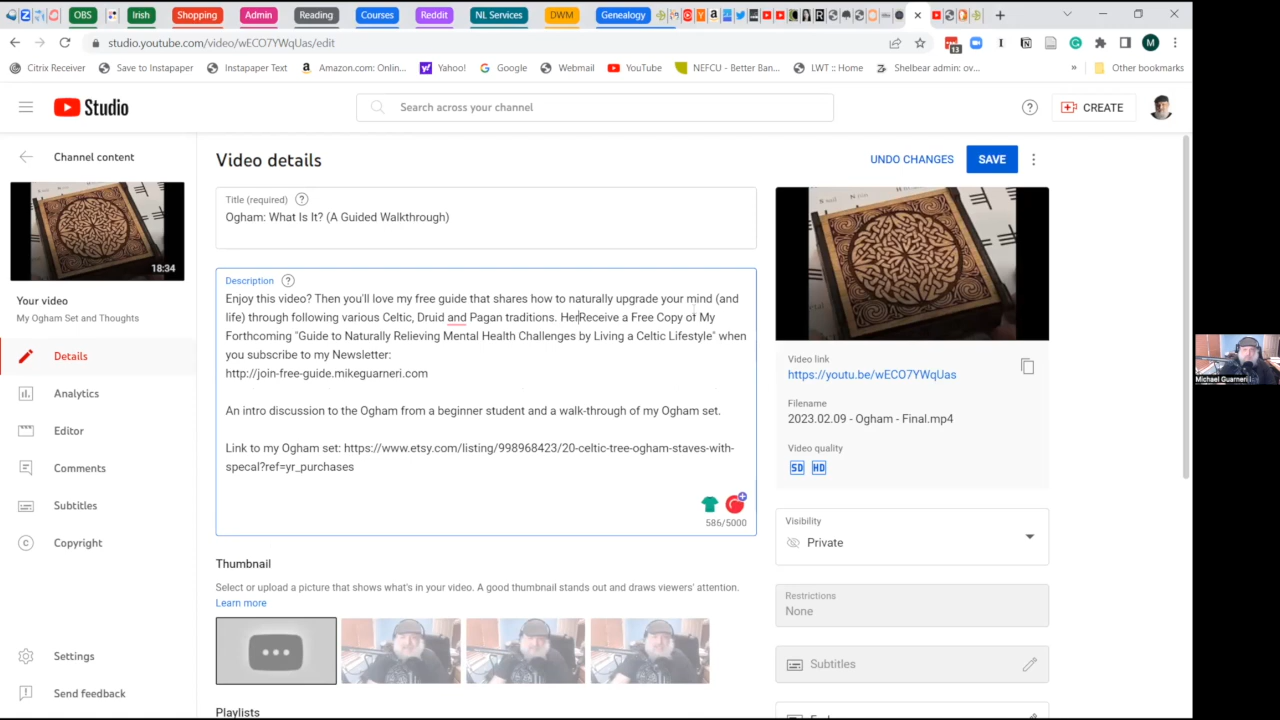 OBS
Irish
Shopping
Admin
Reading
Courses
Reddit
NL Services
DWM
Genealogy
studio.youtube.com/video/wECO7YWqUas/edit
13
M
Citrix Receiver
Save to Instapaper
Instapaper Text
Amazon.com: Onlin...
Yahoo!
Google
Webmail
YouTube
NEFCU - Better Ban...
LWT :: Home
Shelbear admin: ov...
»
Other bookmarks
Studio
Search across your channel
CREATE
Channel content
18:34
Your video
My Ogham Set and Thoughts
Details
Analytics
Editor
Comments
Subtitles
Copyright
Settings
Send feedback
Video details
UNDO CHANGES
SAVE
Title (required)
Ogham: What Is It? (A Guided Walkthrough)
Description
Enjoy this video? Then you'll love my free guide that shares how to naturally upgrade your mind (and
life) through following various Celtic, Druid and Pagan traditions. HerReceive a Free Copy of My
Forthcoming "Guide to Naturally Relieving Mental Health Challenges by Living a Celtic Lifestyle" when
you subscribe to my Newsletter:
http://join-free-guide.mikeguarneri.com
An intro discussion to the Ogham from a beginner student and a walk-through of my Ogham set.
Link to my Ogham set: https://www.etsy.com/listing/998968423/20-celtic-tree-ogham-staves-with-
specal?ref=yr_purchases
586/5000
Thumbnail
Select or upload a picture that shows what's in your video. A good thumbnail stands out and draws viewers' attention.
Learn more
Playlists
Video link
https://youtu.be/wECO7YWqUas
Filename
2023.02.09 - Ogham - Final.mp4
Video quality
SD HD
Visibility
Private
Restrictions
None
Subtitles
Michael Guarneri